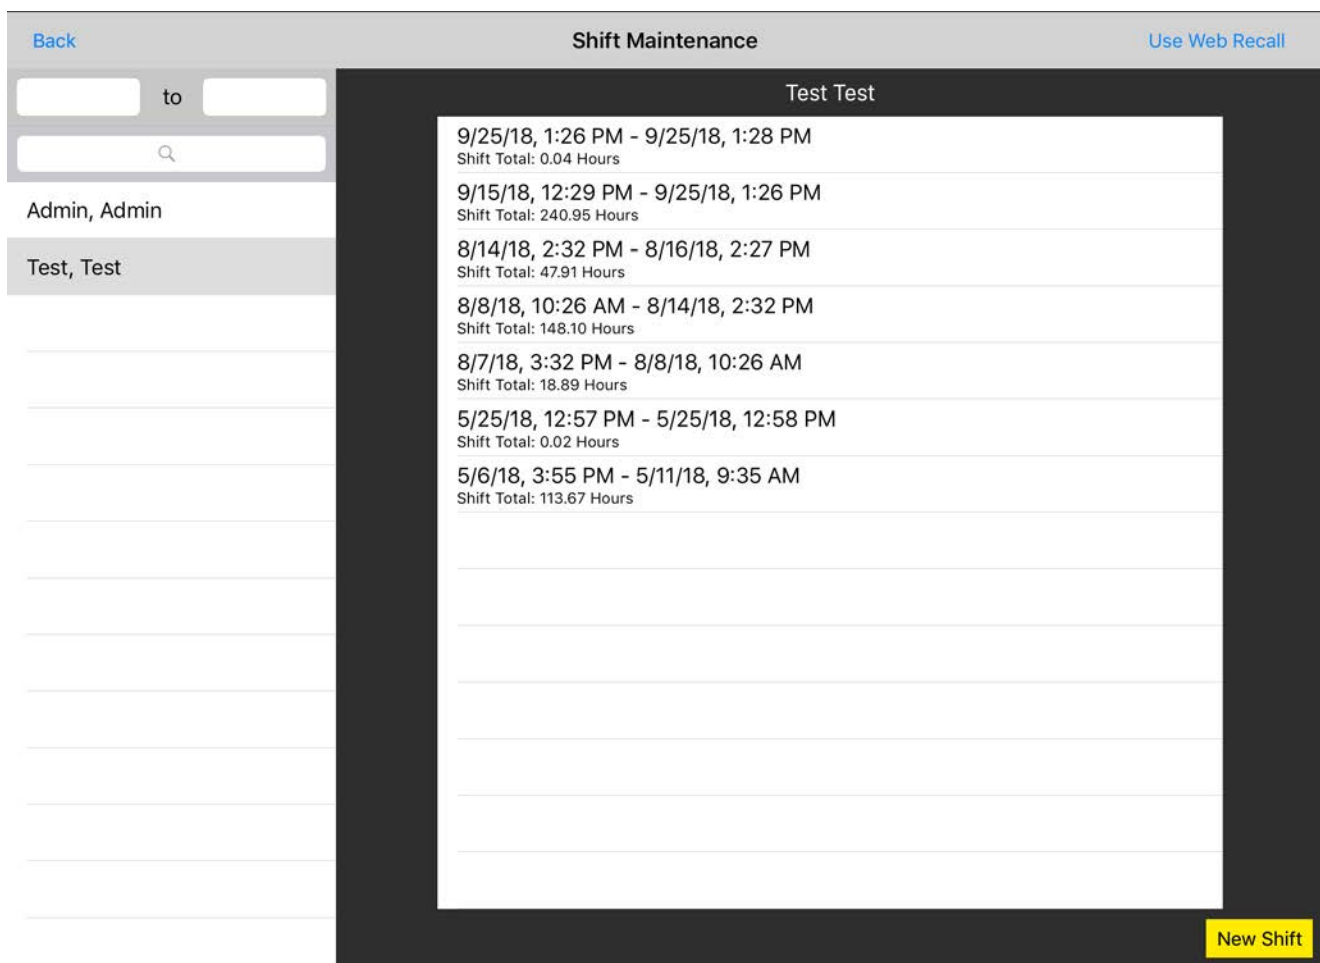 Back
Shift Maintenance
Use Web Recall
to
Admin, Admin
Test, Test
Test Test
9/25/18, 1:26 PM - 9/25/18, 1:28 PM
Shift Total: 0.04 Hours
9/15/18, 12:29 PM - 9/25/18, 1:26 PM
Shift Total: 240.95 Hours
8/14/18, 2:32 PM - 8/16/18, 2:27 PM
Shift Total: 47.91 Hours
8/8/18, 10:26 AM - 8/14/18, 2:32 PM
Shift Total: 148.10 Hours
8/7/18, 3:32 PM - 8/8/18, 10:26 AM
Shift Total: 18.89 Hours
5/25/18, 12:57 PM - 5/25/18, 12:58 PM
Shift Total: 0.02 Hours
5/6/18, 3:55 PM - 5/11/18, 9:35 AM
Shift Total: 113.67 Hours
New Shift